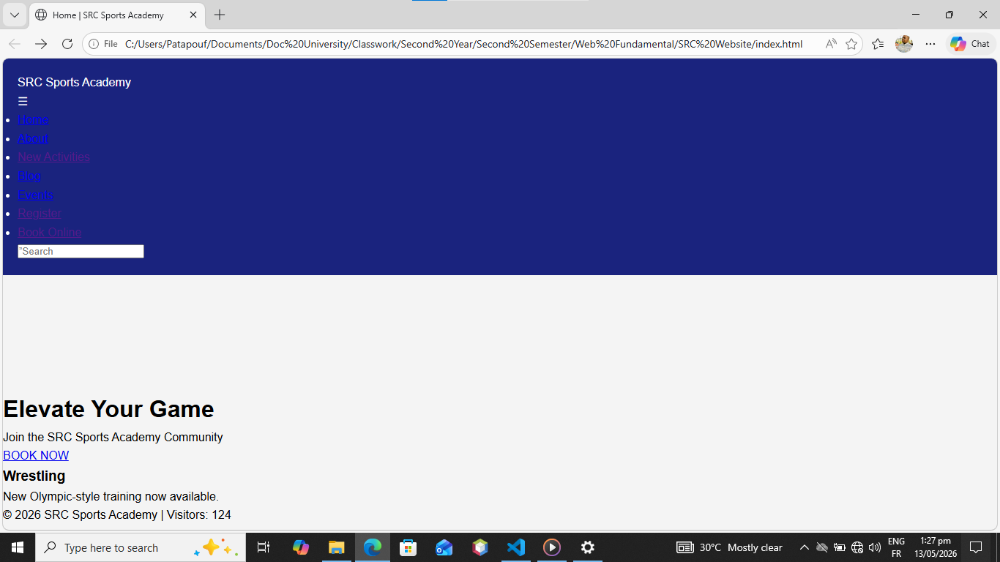 Home | SRC Sports Academy
File C:/Users/Patapouf/Documents/Doc%20University/Classwork/Second%20Year/Second%20Semester/Web%20Fundamental/SRC%20Website/index.html
Chat
SRC Sports Academy
☰
• Home
• About
• New Activities
• Blog
• Events
• Register
• Book Online
"Search
Elevate Your Game
Join the SRC Sports Academy Community
BOOK NOW
Wrestling
New Olympic-style training now available.
© 2026 SRC Sports Academy | Visitors: 124
Type here to search
30°C Mostly clear
ENG
FR
1:27 pm
13/05/2026